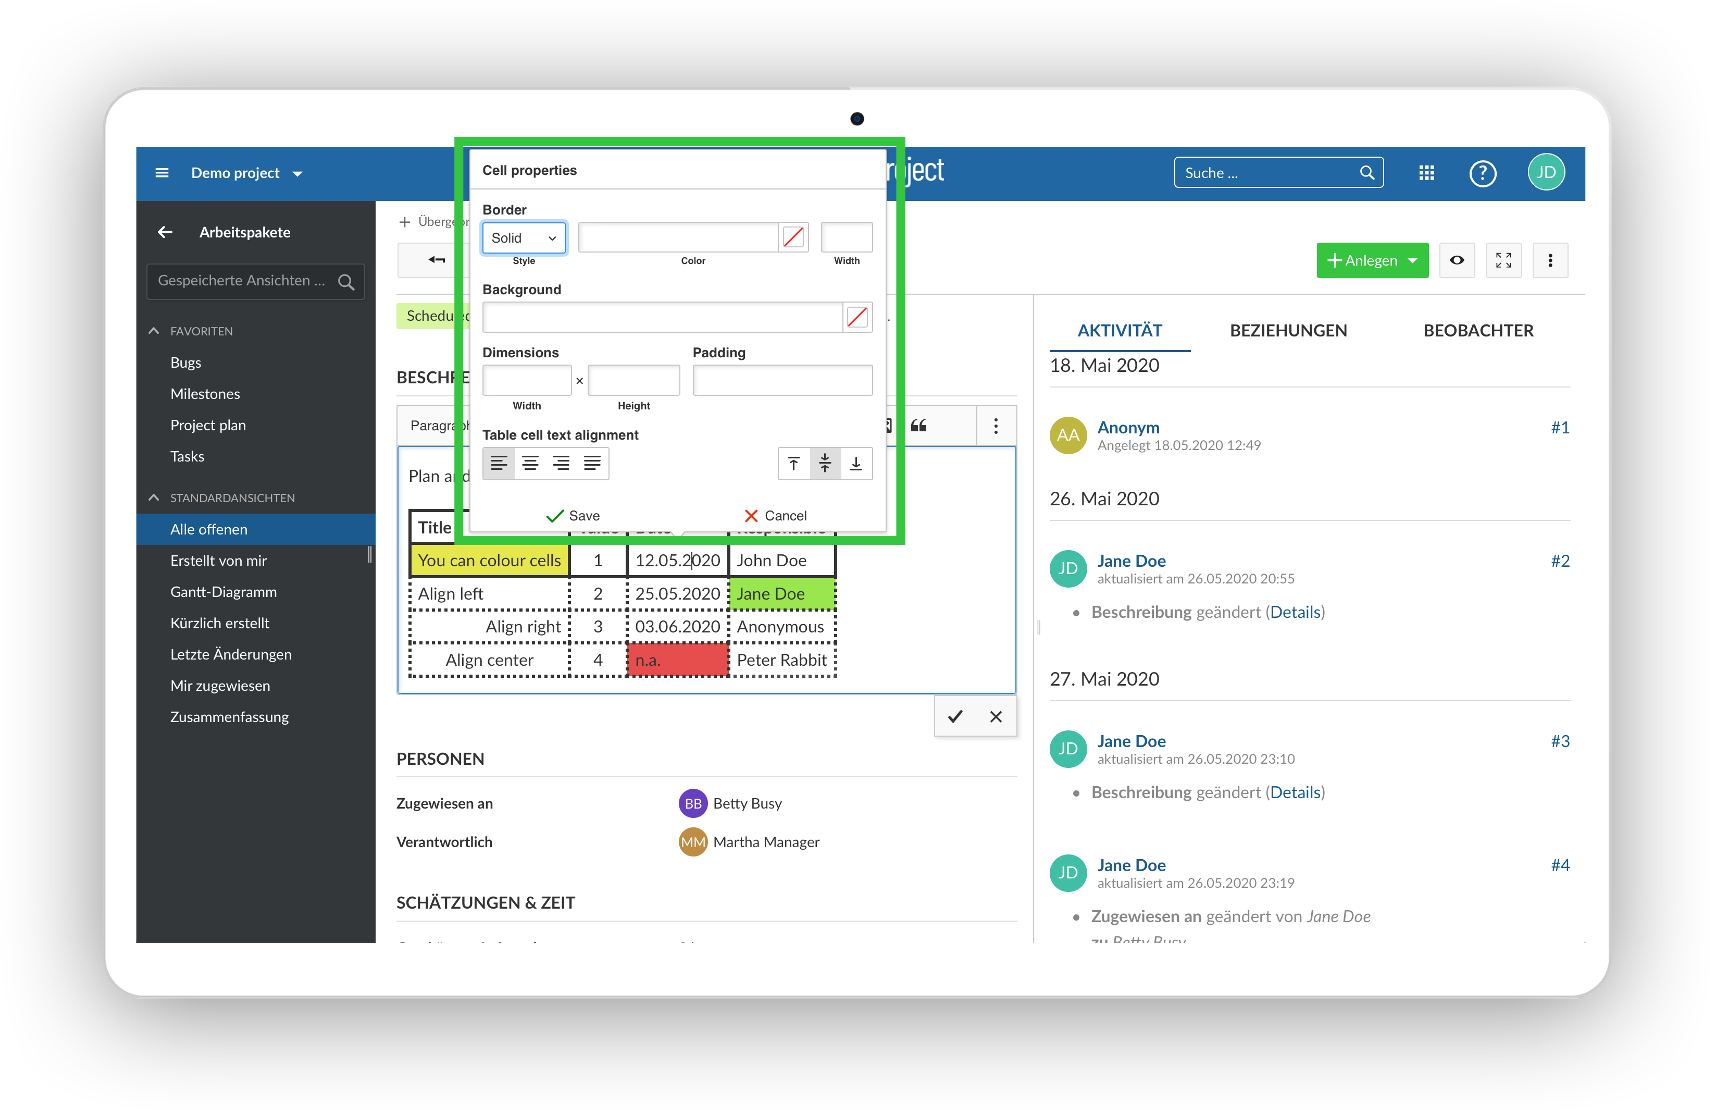 Demo project
roject
Suche ...
?
JD
Arbeitspakete
Gespeicherte Ansichten ...
FAVORITEN
Bugs
Milestones
Project plan
Tasks
STANDARDANSICHTEN
Alle offenen
Erstellt von mir
Gantt-Diagramm
Kürzlich erstellt
Letzte Änderungen
Mir zugewiesen
Zusammenfassung
+ Übergeor
Cell properties
Border
Solid
Style
Color
Width
Background
Dimensions
Padding
×
Width
Height
Table cell text alignment
Save
Cancel
+ Anlegen
Scheduled
BESCHRE
Paragraph
Plan and
Title
You can colour cells 1 12.05.2020 John Doe
Align left 2 25.05.2020 Jane Doe
Align right 3 03.06.2020 Anonymous
Align center 4 n.a. Peter Rabbit
PERSONEN
Zugewiesen an BB Betty Busy
Verantwortlich MM Martha Manager
SCHÄTZUNGEN & ZEIT
AKTIVITÄT BEZIEHUNGEN BEOBACHTER
18. Mai 2020
AA Anonym #1
Angelegt 18.05.2020 12:49
26. Mai 2020
JD Jane Doe #2
aktualisiert am 26.05.2020 20:55
• Beschreibung geändert (Details)
27. Mai 2020
JD Jane Doe #3
aktualisiert am 26.05.2020 23:10
• Beschreibung geändert (Details)
JD Jane Doe #4
aktualisiert am 26.05.2020 23:19
• Zugewiesen an geändert von Jane Doe
zu Betty Busy